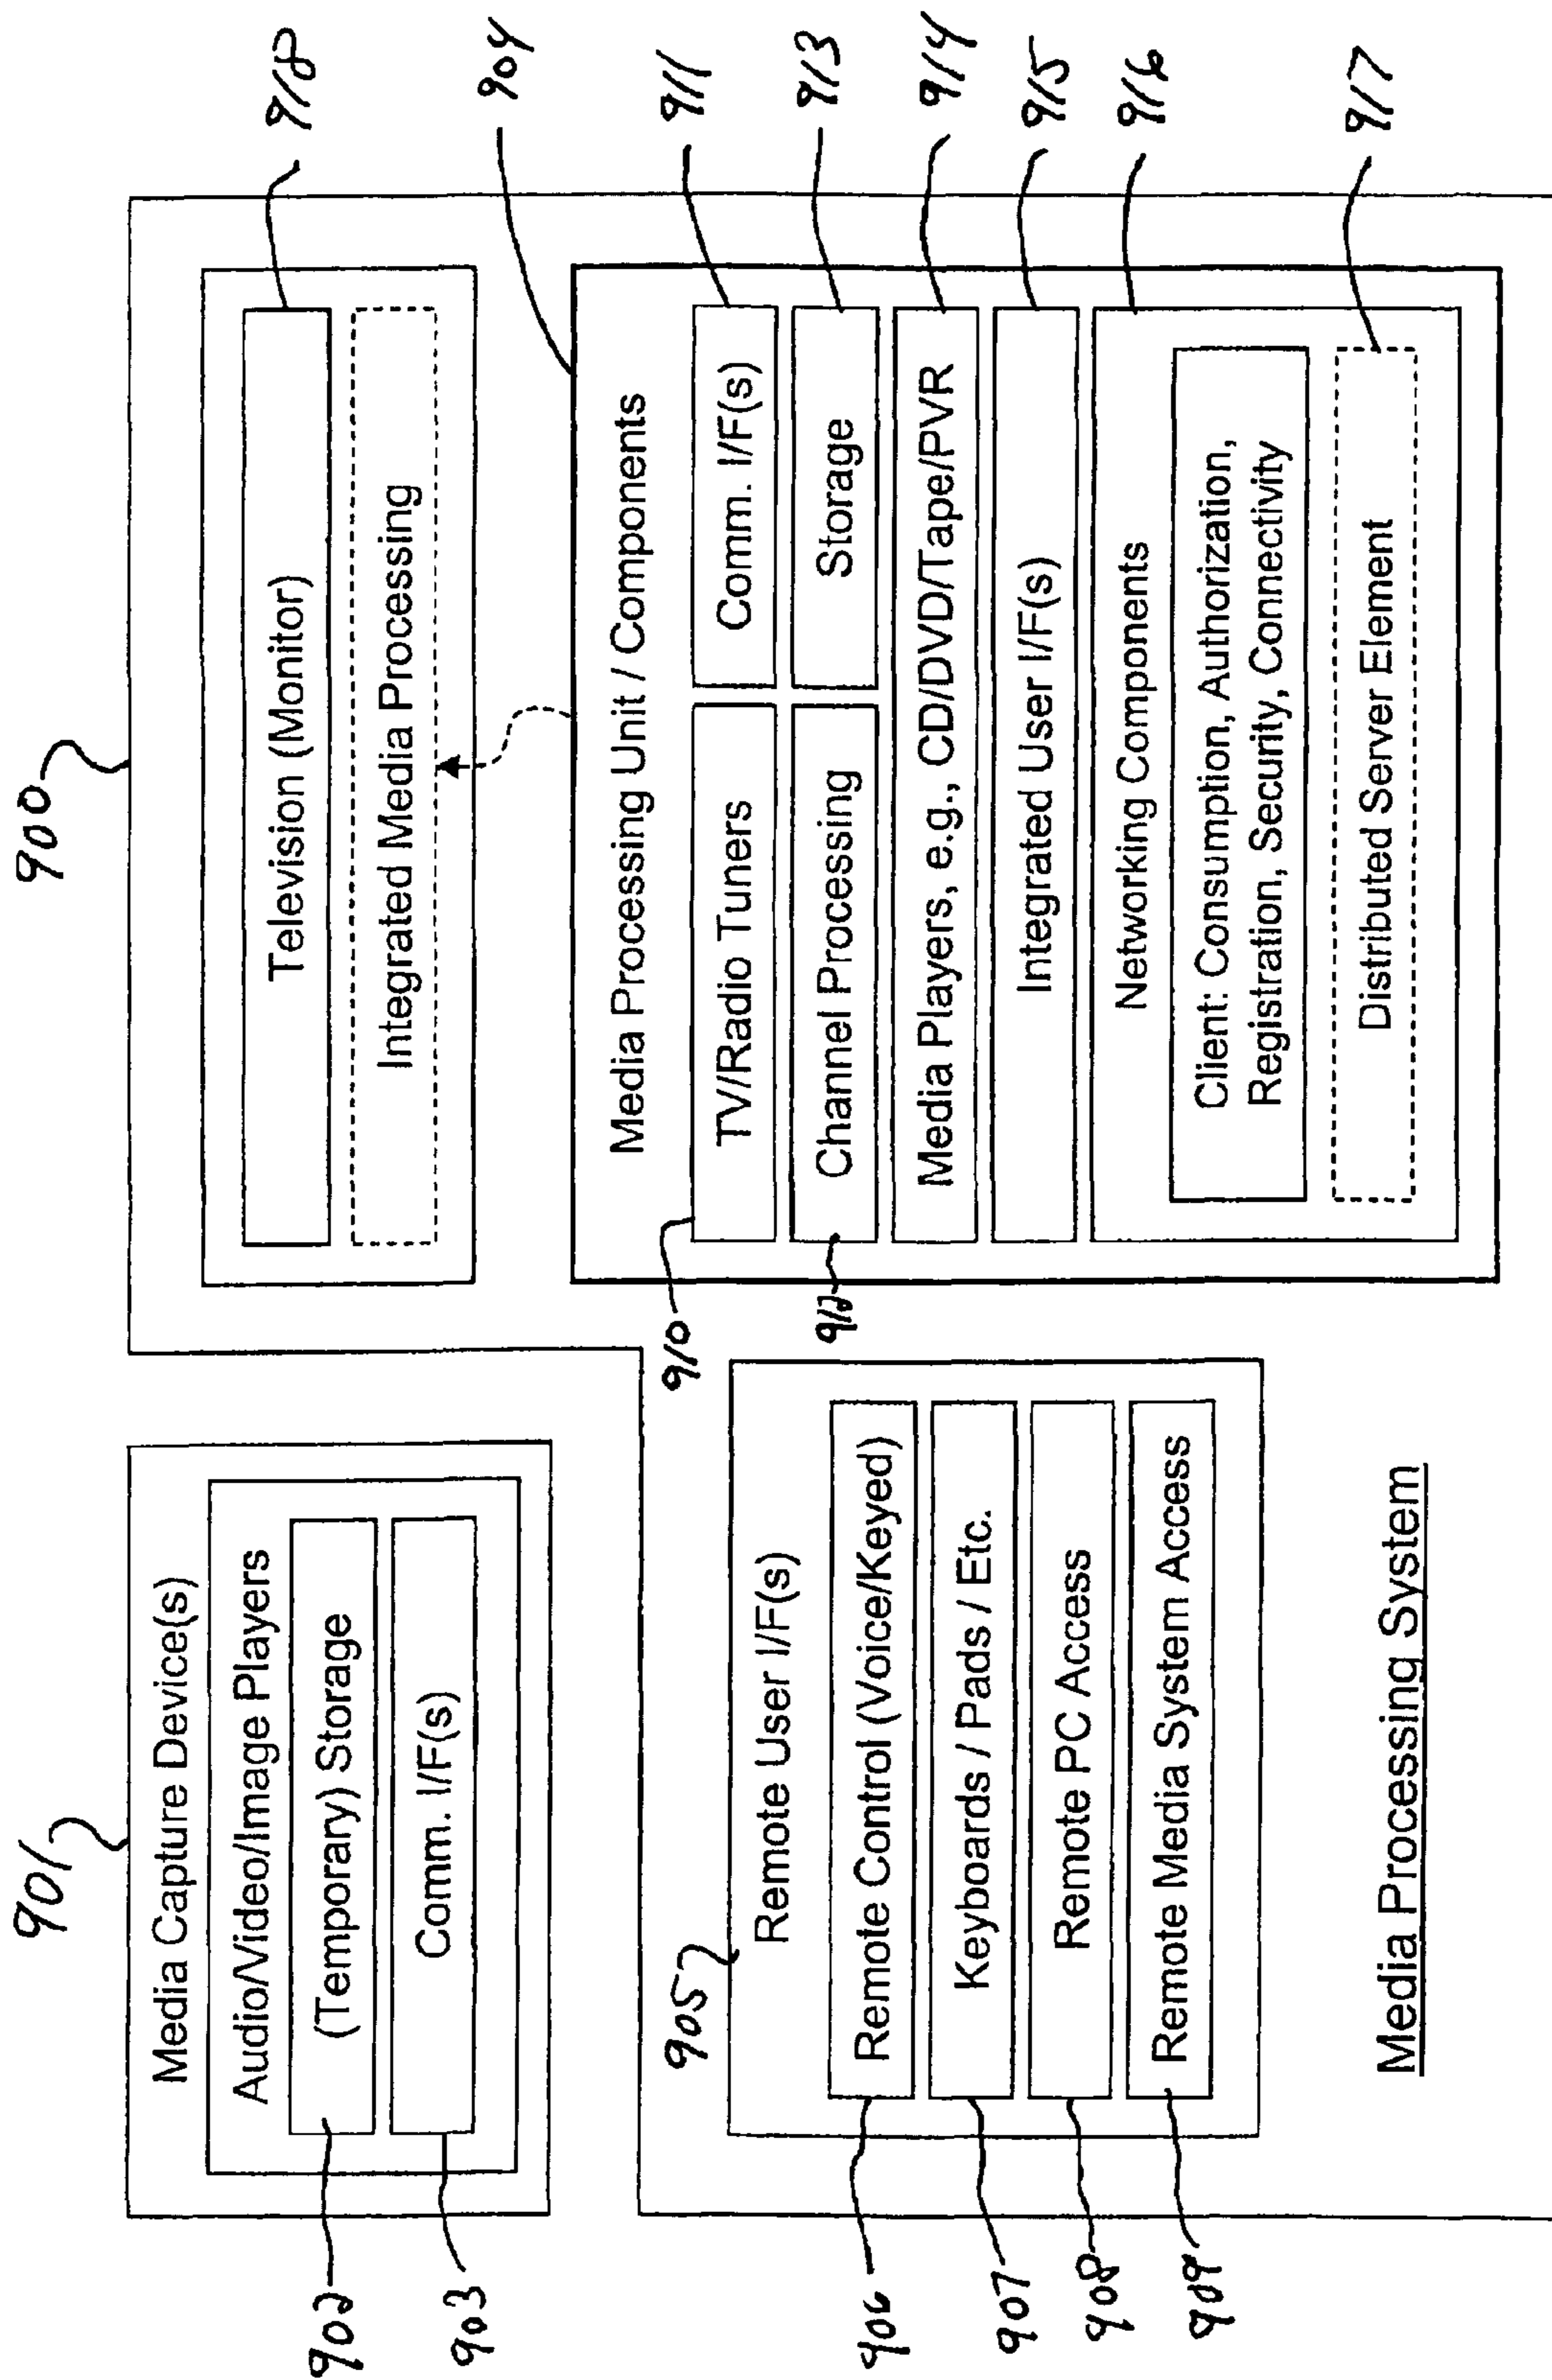 900
901
Media Capture Device(s)
Audio/Video/Image Players
(Temporary) Storage
Comm. I/F(s)
902
903
Television (Monitor)
918
Integrated Media Processing
904
Media Processing Unit / Components
910
TV/Radio Tuners
Comm. I/F(s)
911
912
Channel Processing
Storage
913
Media Players, e.g., CD/DVD/Tape/PVR
914
Integrated User I/F(s)
915
Networking Components
916
Client: Consumption, Authorization,
Registration, Security, Connectivity
Distributed Server Element
917
905
Remote User I/F(s)
906
Remote Control (Voice/Keyed)
907
Keyboards / Pads / Etc.
908
Remote PC Access
909
Remote Media System Access
Media Processing System